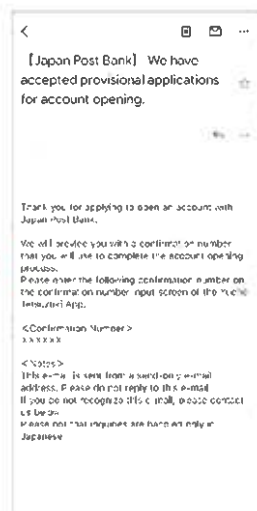 【Japan Post Bank】 We have
accepted provisional applications
for account opening.
Thank you for applying to open an account with
Japan Post Bank.
We will provide you with a confirmation number
that you will use to complete the account opening
process.
Please enter the following confirmation number on
the confirmation number input screen of the Yucho
Tetsuzuki App.
<Confirmation Number>
××××××
<Notes>
This e-mail is sent from a send-only e-mail
address. Please do not reply to this e-mail
If you do not recognize this e-mail, please contact
us below
Please not that inquiries are handled only in
Japanese